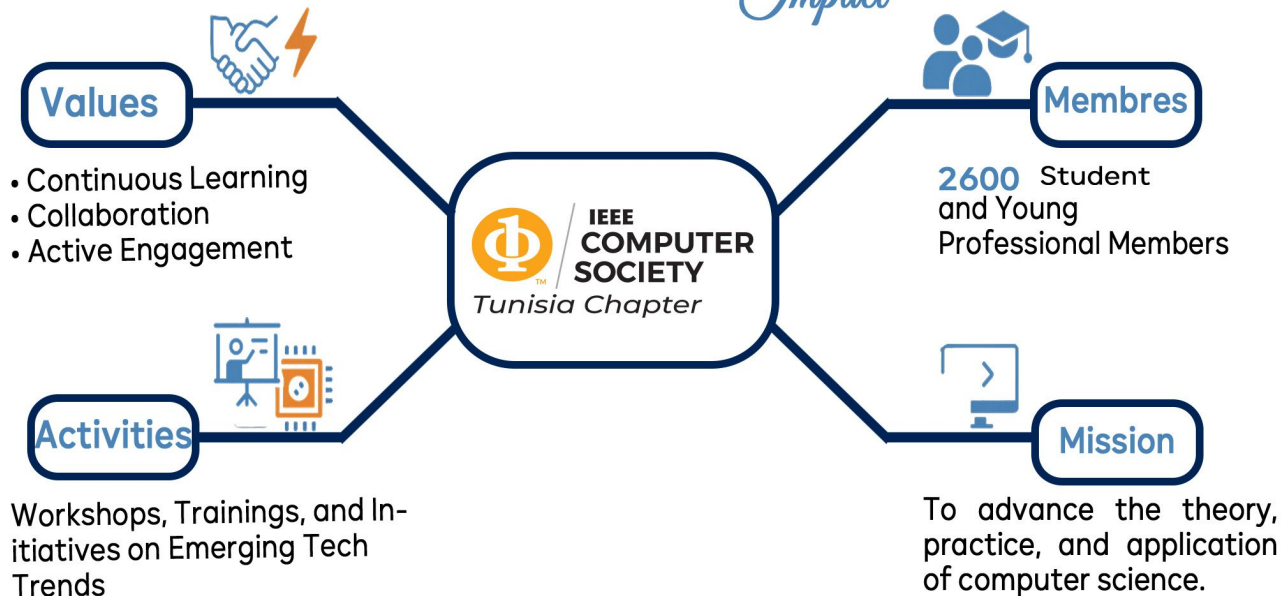 Impact
Values
• Continuous Learning
• Collaboration
• Active Engagement
Membres
2600 Student
and Young
Professional Members
IEEE
COMPUTER
SOCIETY
TM
Tunisia Chapter
Activities
Workshops, Trainings, and In-
itiatives on Emerging Tech
Trends
Mission
To advance the theory,
practice, and application
of computer science.